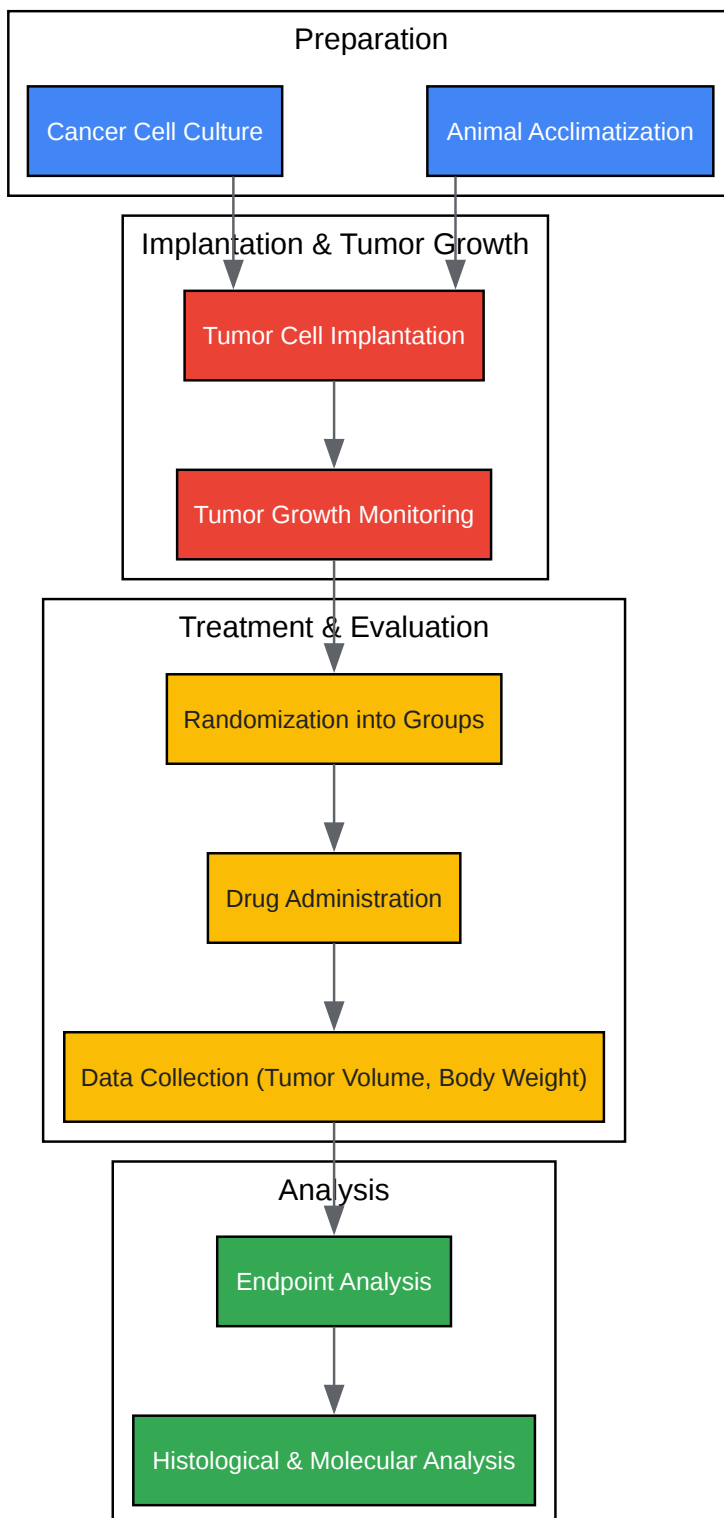 Preparation
Cancer Cell Culture
Animal Acclimatization
Implantation & Tumor Growth
Tumor Cell Implantation
Tumor Growth Monitoring
Treatment & Evaluation
Randomization into Groups
Drug Administration
Data Collection (Tumor Volume, Body Weight)
Analysis
Endpoint Analysis
Histological & Molecular Analysis